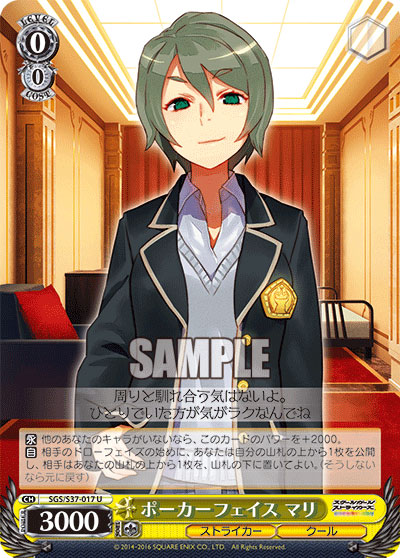 LEVEL
0
0
COST
SAMPLE
周りと馴れ合う気はないよ。
ひとりでいた方が気がラクなんでね
永 他のあなたのキャラがいないなら、このカードのパワーを+2000。
自 相手のドローフェイズの始めに、あなたは自分の山札の上から1枚を公開
し、相手はあなたの山札の上から1枚を、山札の下に置いてよい。(そうしない
なら元に戻す)
CH SGS/S37-017 U
POWER
3000
ポーカーフェイス マリ
スクールガール
ストライカーズ
ストライカー クール
© 2014-2016 SQUARE ENIX CO., LTD. All Rights Reserved.